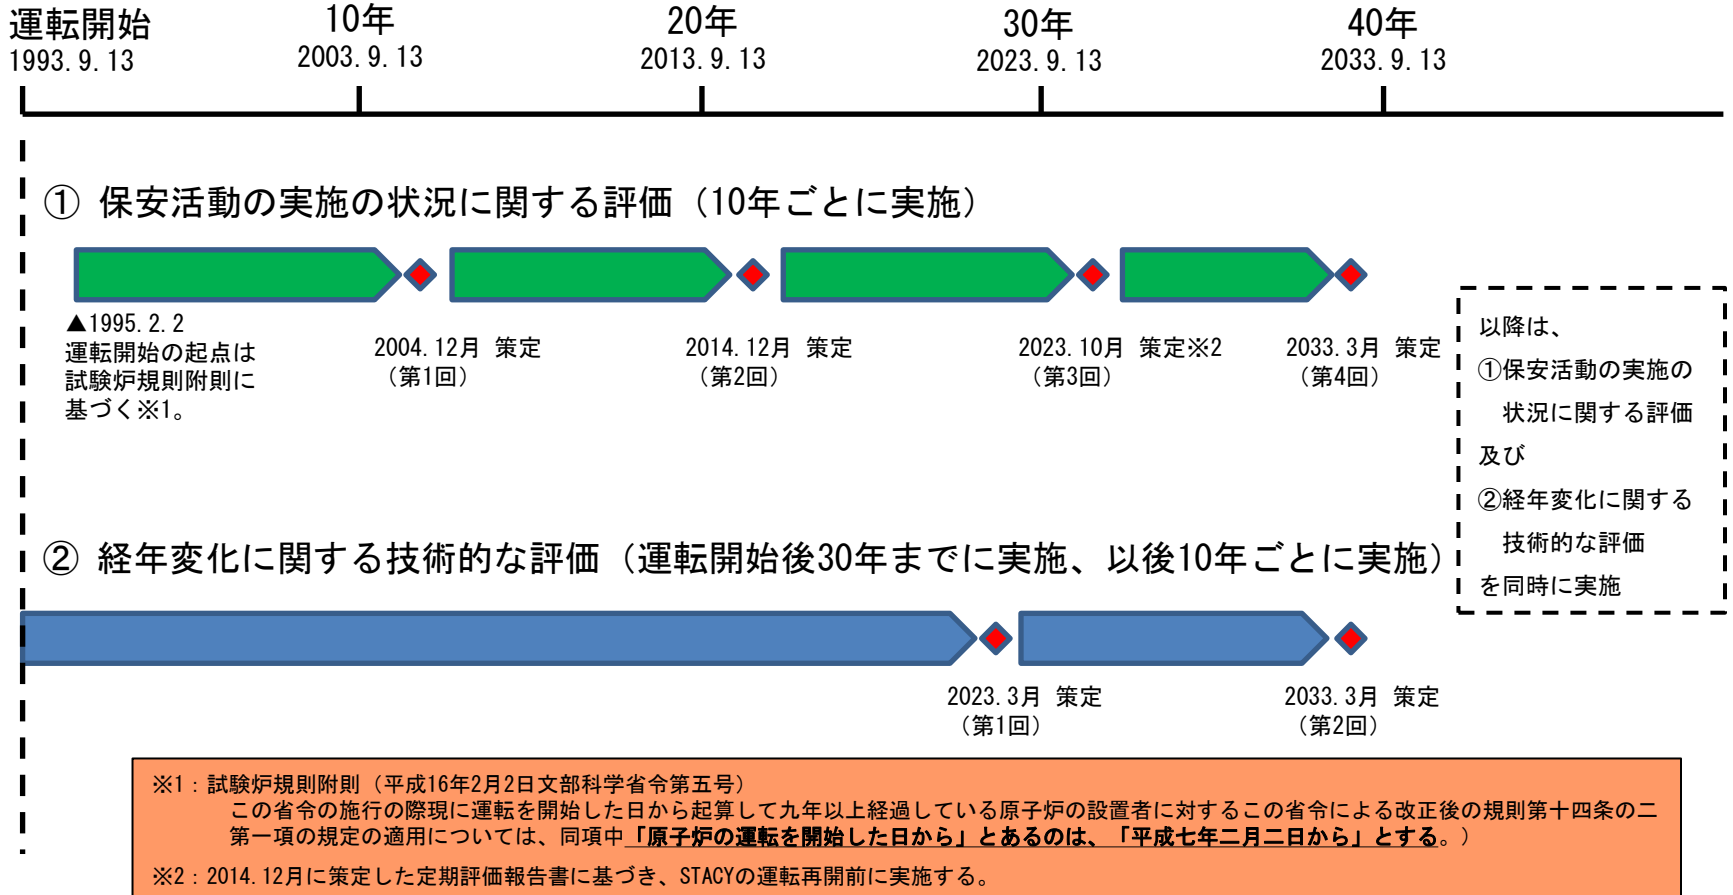 運転開始 10年 20年 30年 40年
1993.9.13 2003.9.13 2013.9.13 2023.9.13 2033.9.13
① 保安活動の実施の状況に関する評価（10年ごとに実施）
▲1995.2.2
運転開始の起点は
試験炉規則附則に
基づく※1。
2004.12月 策定
（第1回）
2014.12月 策定
（第2回）
2023.10月 策定※2
（第3回）
2033.3月 策定
（第4回）
以降は、
①保安活動の実施の
状況に関する評価
及び
②経年変化に関する
技術的な評価
を同時に実施
② 経年変化に関する技術的な評価（運転開始後30年までに実施、以後10年ごとに実施）
2023.3月 策定
（第1回）
2033.3月 策定
（第2回）
※1：試験炉規則附則（平成16年2月2日文部科学省令第五号）
この省令の施行の際現に運転を開始した日から起算して九年以上経過している原子炉の設置者に対するこの省令による改正後の規則第十四条の二
第一項の規定の適用については、同項中「原子炉の運転を開始した日から」とあるのは、「平成七年二月二日から」とする。）
※2：2014.12月に策定した定期評価報告書に基づき、STACYの運転再開前に実施する。